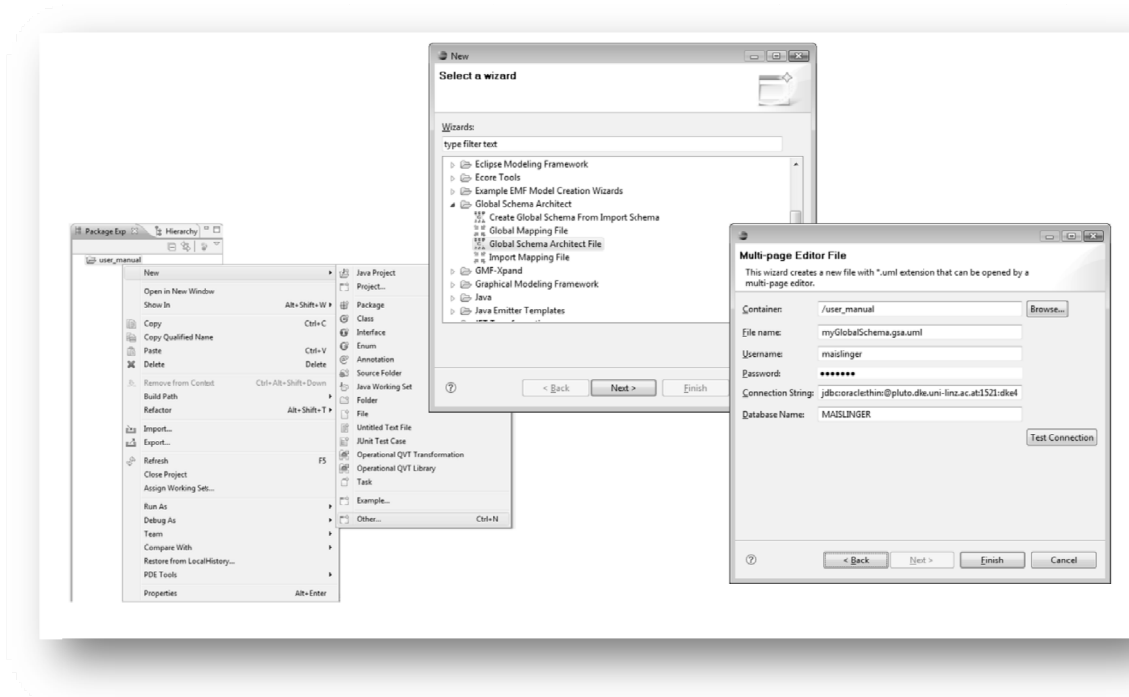 Package Exp
Hierarchy
user_manual
New
Open in New Window
Show In Alt+Shift+W
Copy Ctrl+C
Copy Qualified Name
Paste Ctrl+V
Delete Delete
Remove from Context Ctrl+Alt+Shift+Down
Build Path
Refactor Alt+Shift+T
Import...
Export...
Refresh F5
Close Project
Assign Working Sets...
Run As
Debug As
Team
Compare With
Restore from Local History...
PDE Tools
Properties Alt+Enter
Java Project
Project...
Package
Class
Interface
Enum
Annotation
Source Folder
Java Working Set
Folder
File
Untitled Text File
JUnit Test Case
Operational QVT Transformation
Operational QVT Library
Task
Example...
Other... Ctrl+N
New
Select a wizard
Wizards:
type filter text
Eclipse Modeling Framework
Ecore Tools
Example EMF Model Creation Wizards
Global Schema Architect
Create Global Schema From Import Schema
Global Mapping File
Global Schema Architect File
Import Mapping File
GMF-Xpand
Graphical Modeling Framework
Java
Java Emitter Templates
< Back Next > Finish
Multi-page Editor File
This wizard creates a new file with *.uml extension that can be opened by a
multi-page editor.
Container: /user_manual Browse...
File name: myGlobalSchema.gsa.uml
Username: maislinger
Password: •••••••
Connection String: jdbc:oracle:thin:@pluto.dke.uni-linz.ac.at:1521:dke4
Database Name: MAISLINGER
Test Connection
< Back Next > Finish Cancel